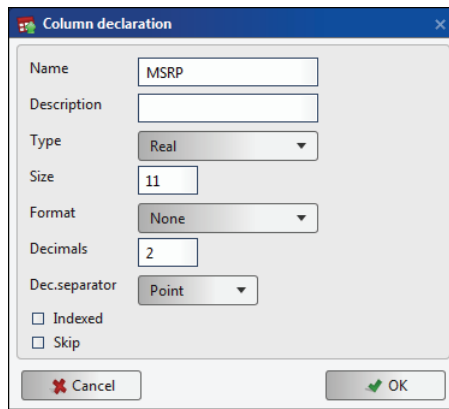 Column declaration
Name MSRP
Description
Type Real
Size 11
Format None
Decimals 2
Dec.separator Point
Indexed
Skip
Cancel OK